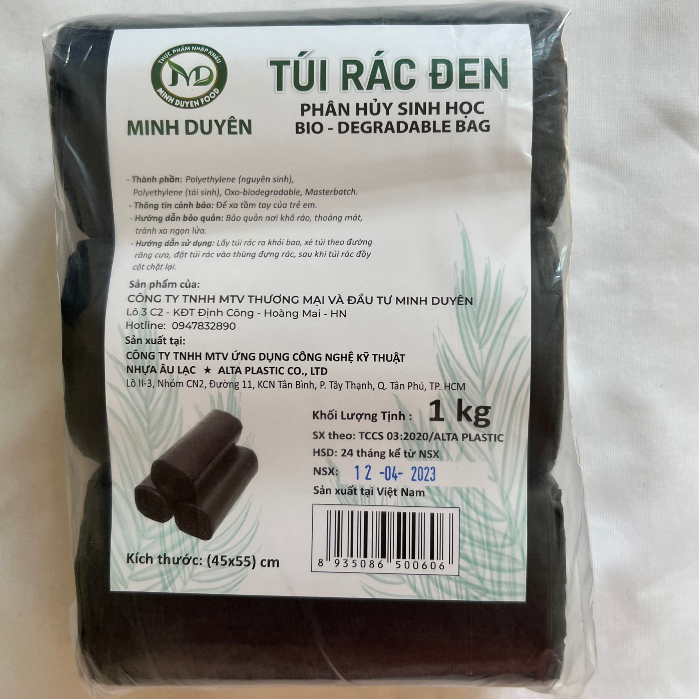 THỰC PHẨM NHẬP KHẨU
MD
MINH DUYEN FOOD
MINH DUYÊN
TÚI RÁC ĐEN
PHÂN HỦY SINH HỌC
BIO - DEGRADABLE BAG
- Thành phần: Polyethylene (nguyên sinh),
Polyethylene (tái sinh), Oxo-biodegradable, Masterbatch.
- Thông tin cảnh báo: Để xa tầm tay của trẻ em.
- Hướng dẫn bảo quản: Bảo quản nơi khô ráo, thoáng mát,
tránh xa ngọn lửa.
- Hướng dẫn sử dụng: Lấy túi rác ra khỏi bao, xé túi theo đường
răng cưa, đặt túi rác vào thùng đựng rác, sau khi túi rác đầy
cột chặt lại.
Sản phẩm của:
CÔNG TY TNHH MTV THƯƠNG MẠI VÀ ĐẦU TƯ MINH DUYÊN
Lô 3 C2 - KĐT Định Công - Hoàng Mai - HN
Hotline: 0947832890
Sản xuất tại:
CÔNG TY TNHH MTV ỨNG DỤNG CÔNG NGHỆ KỸ THUẬT
NHỰA ÂU LẠC ★ ALTA PLASTIC CO., LTD
Lô II-3, Nhóm CN2, Đường 11, KCN Tân Bình, P. Tây Thạnh, Q. Tân Phú, TP. HCM
Khối Lượng Tịnh : 1 kg
SX theo: TCCS 03:2020/ALTA PLASTIC
HSD: 24 tháng kể từ NSX
NSX: 12 -04- 2023
Sản xuất tại Việt Nam
8 935086 500606
Kích thước: (45x55) cm